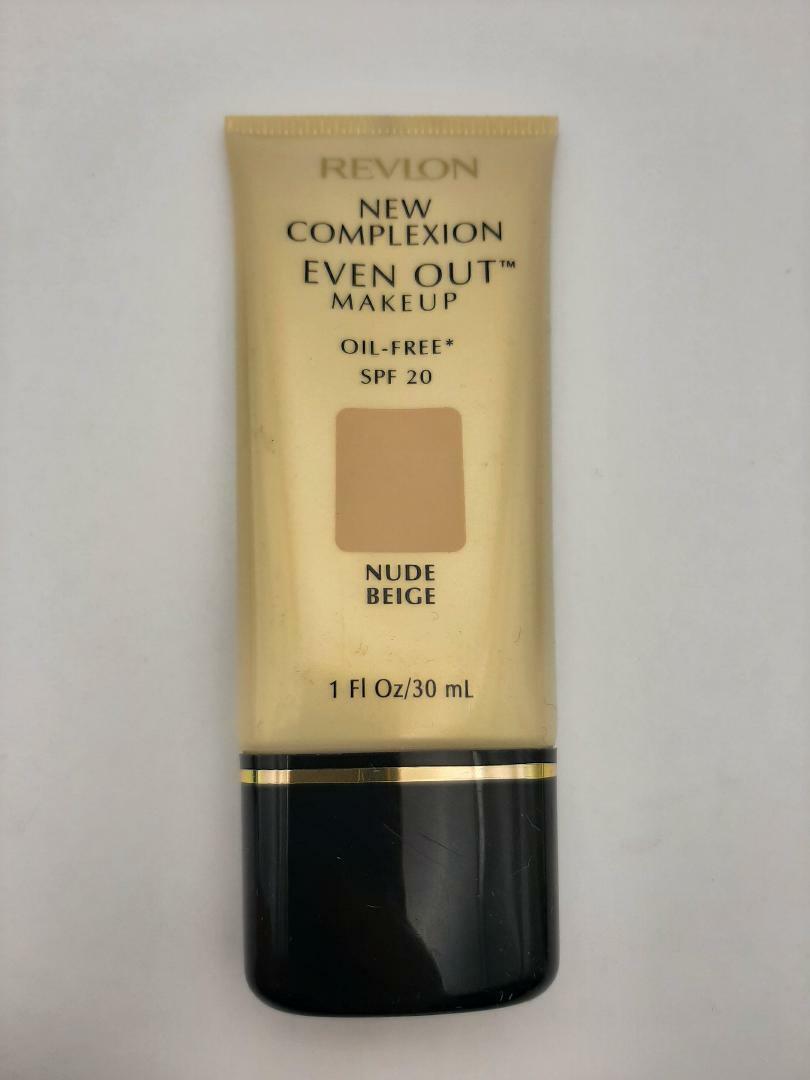 REVLON
NEW
COMPLEXION
EVEN OUT™
MAKEUP
OIL-FREE*
SPF 20
NUDE
BEIGE
1 Fl Oz/30 mL